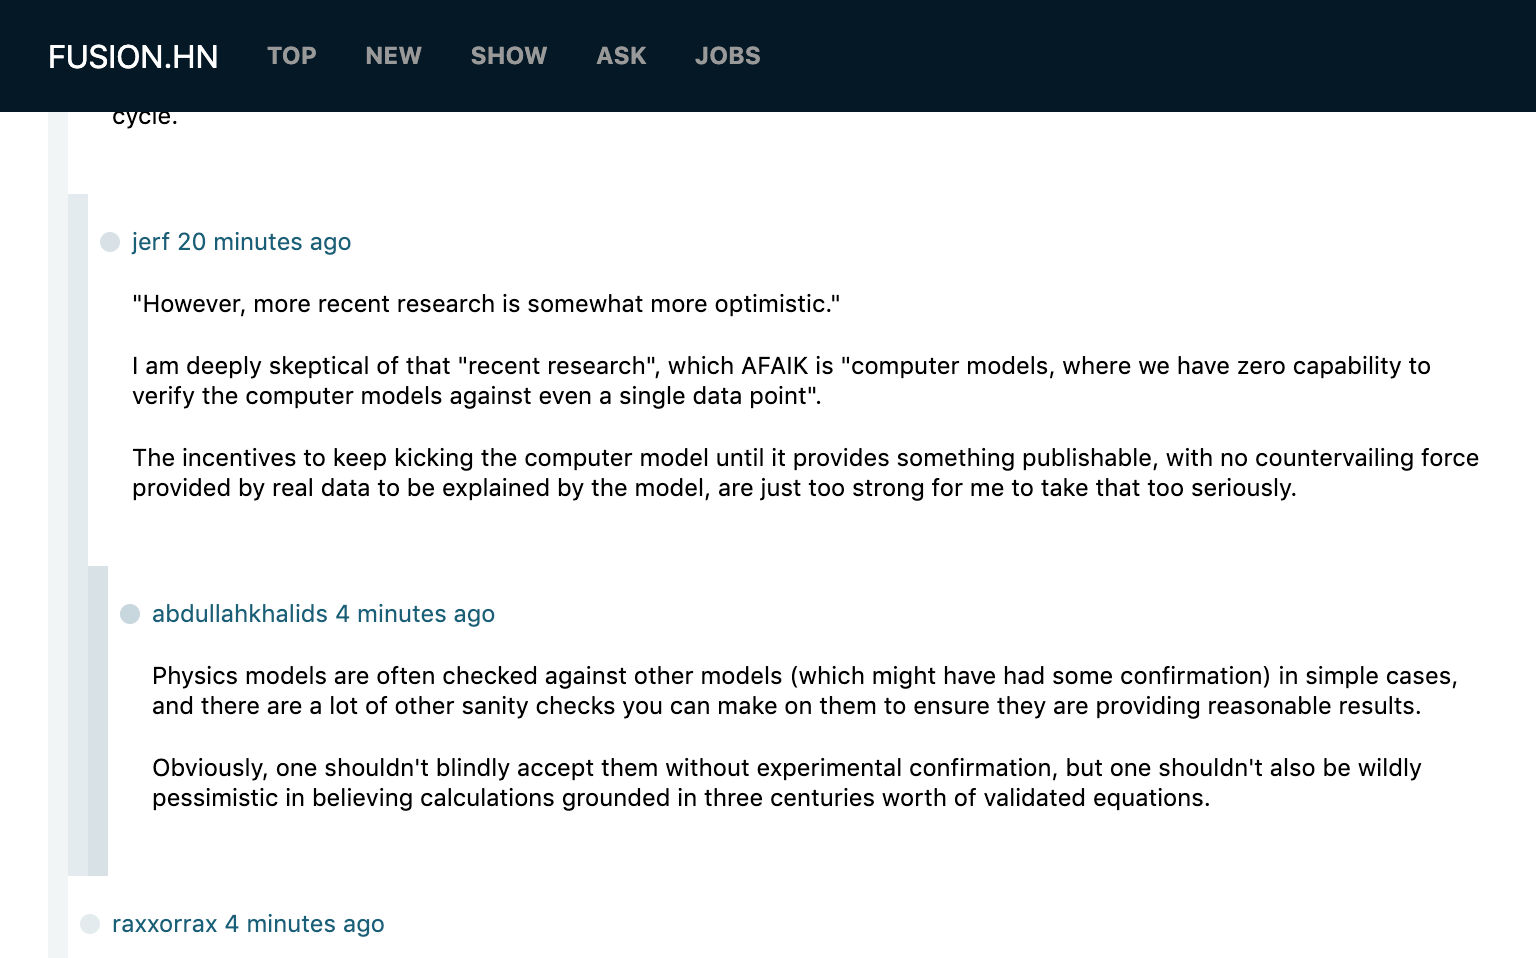 FUSION.HN TOP NEW SHOW ASK JOBS
cycle.
jerf 20 minutes ago
"However, more recent research is somewhat more optimistic."
I am deeply skeptical of that "recent research", which AFAIK is "computer models, where we have zero capability to
verify the computer models against even a single data point".
The incentives to keep kicking the computer model until it provides something publishable, with no countervailing force
provided by real data to be explained by the model, are just too strong for me to take that too seriously.
abdullahkhalids 4 minutes ago
Physics models are often checked against other models (which might have had some confirmation) in simple cases,
and there are a lot of other sanity checks you can make on them to ensure they are providing reasonable results.
Obviously, one shouldn't blindly accept them without experimental confirmation, but one shouldn't also be wildly
pessimistic in believing calculations grounded in three centuries worth of validated equations.
raxxorrax 4 minutes ago